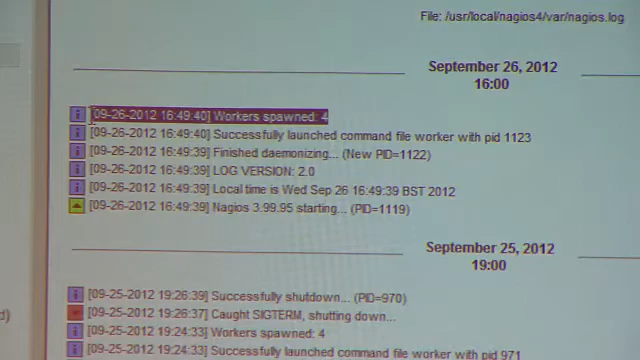 File: /usr/local/nagios4/var/nagios.log
September 26, 2012
16:00
[09-26-2012 16:49:40] Workers spawned: 4
[09-26-2012 16:49:40] Successfully launched command file worker with pid 1123
[09-26-2012 16:49:39] Finished daemonizing... (New PID=1122)
[09-26-2012 16:49:39] LOG VERSION: 2.0
[09-26-2012 16:49:39] Local time is Wed Sep 26 16:49:39 BST 2012
[09-26-2012 16:49:39] Nagios 3.99.95 starting... (PID=1119)
September 25, 2012
19:00
[09-25-2012 19:26:39] Successfully shutdown... (PID=970)
[09-25-2012 19:26:37] Caught SIGTERM, shutting down...
[09-25-2012 19:24:33] Workers spawned: 4
[09-25-2012 19:24:33] Successfully launched command file worker with pid 971